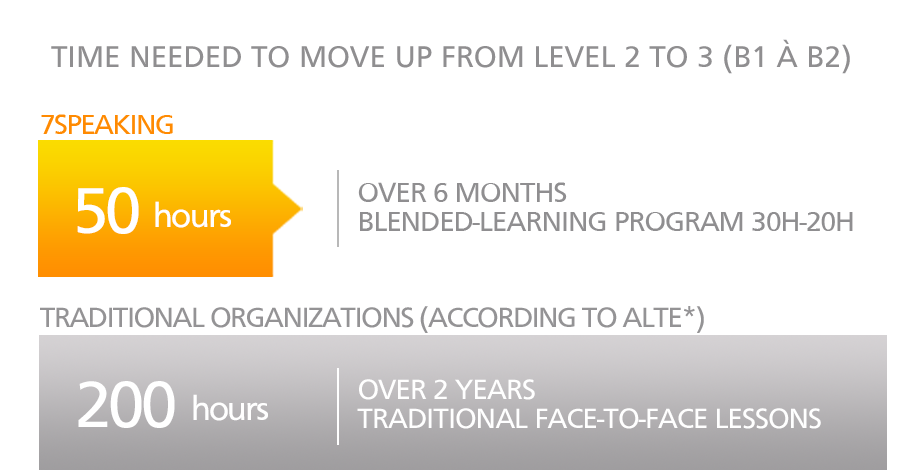 TIME NEEDED TO MOVE UP FROM LEVEL 2 TO 3 (B1 À B2)
7SPEAKING
50 hours
OVER 6 MONTHS
BLENDED-LEARNING PROGRAM 30H-20H
TRADITIONAL ORGANIZATIONS (ACCORDING TO ALTE*)
200 hours
OVER 2 YEARS
TRADITIONAL FACE-TO-FACE LESSONS